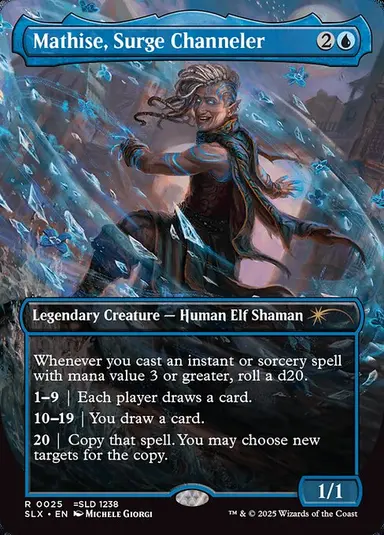 Mathise, Surge Channeler 2
Legendary Creature — Human Elf Shaman
Whenever you cast an instant or sorcery spell
with mana value 3 or greater, roll a d20.
1–9 | Each player draws a card.
10–19 | You draw a card.
20 | Copy that spell. You may choose new
targets for the copy.
1/1
R 0025 ≡SLD 1238
SLX • EN Michele Giorgi
™ & © 2025 Wizards of the Coast